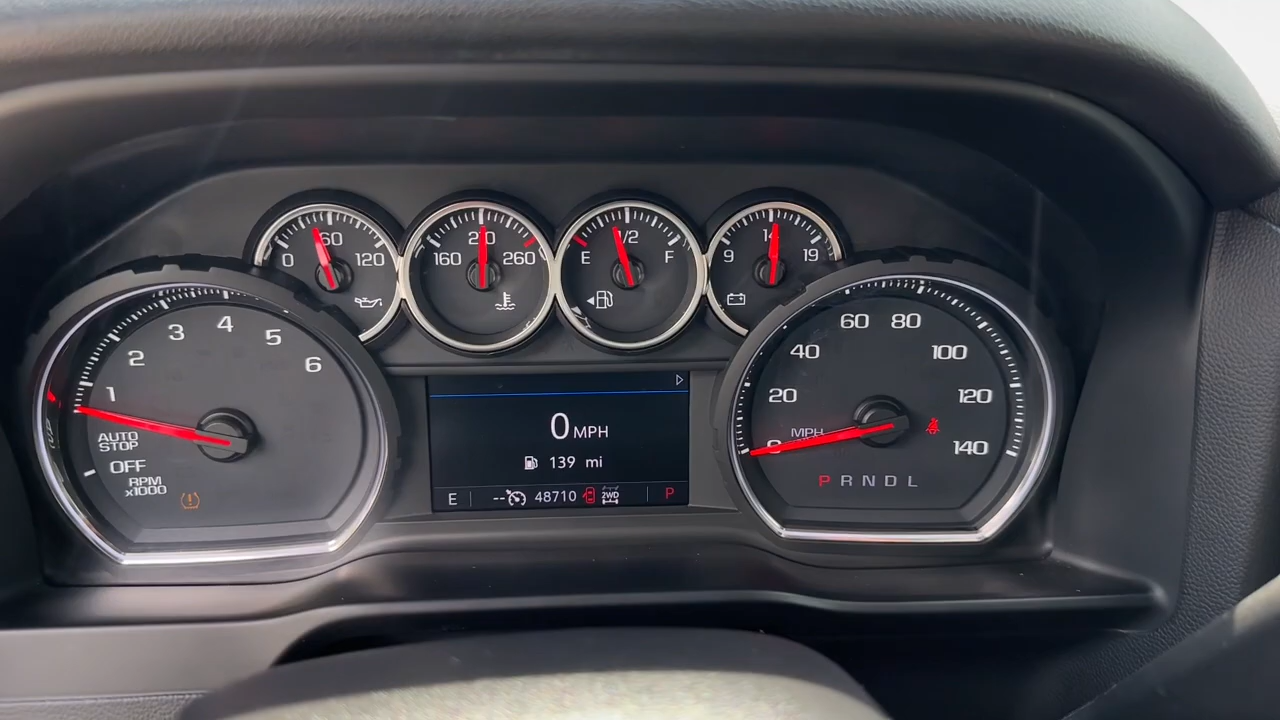 0 60 120
160 210 260
E 1/2 F
9 14 19
1 2 3 4 5 6
AUTO
STOP
OFF
RPM
x1000
0 MPH
139 mi
E -- 48710 2WD P
0 20 40 60 80 100 120 140
MPH
P R N D L